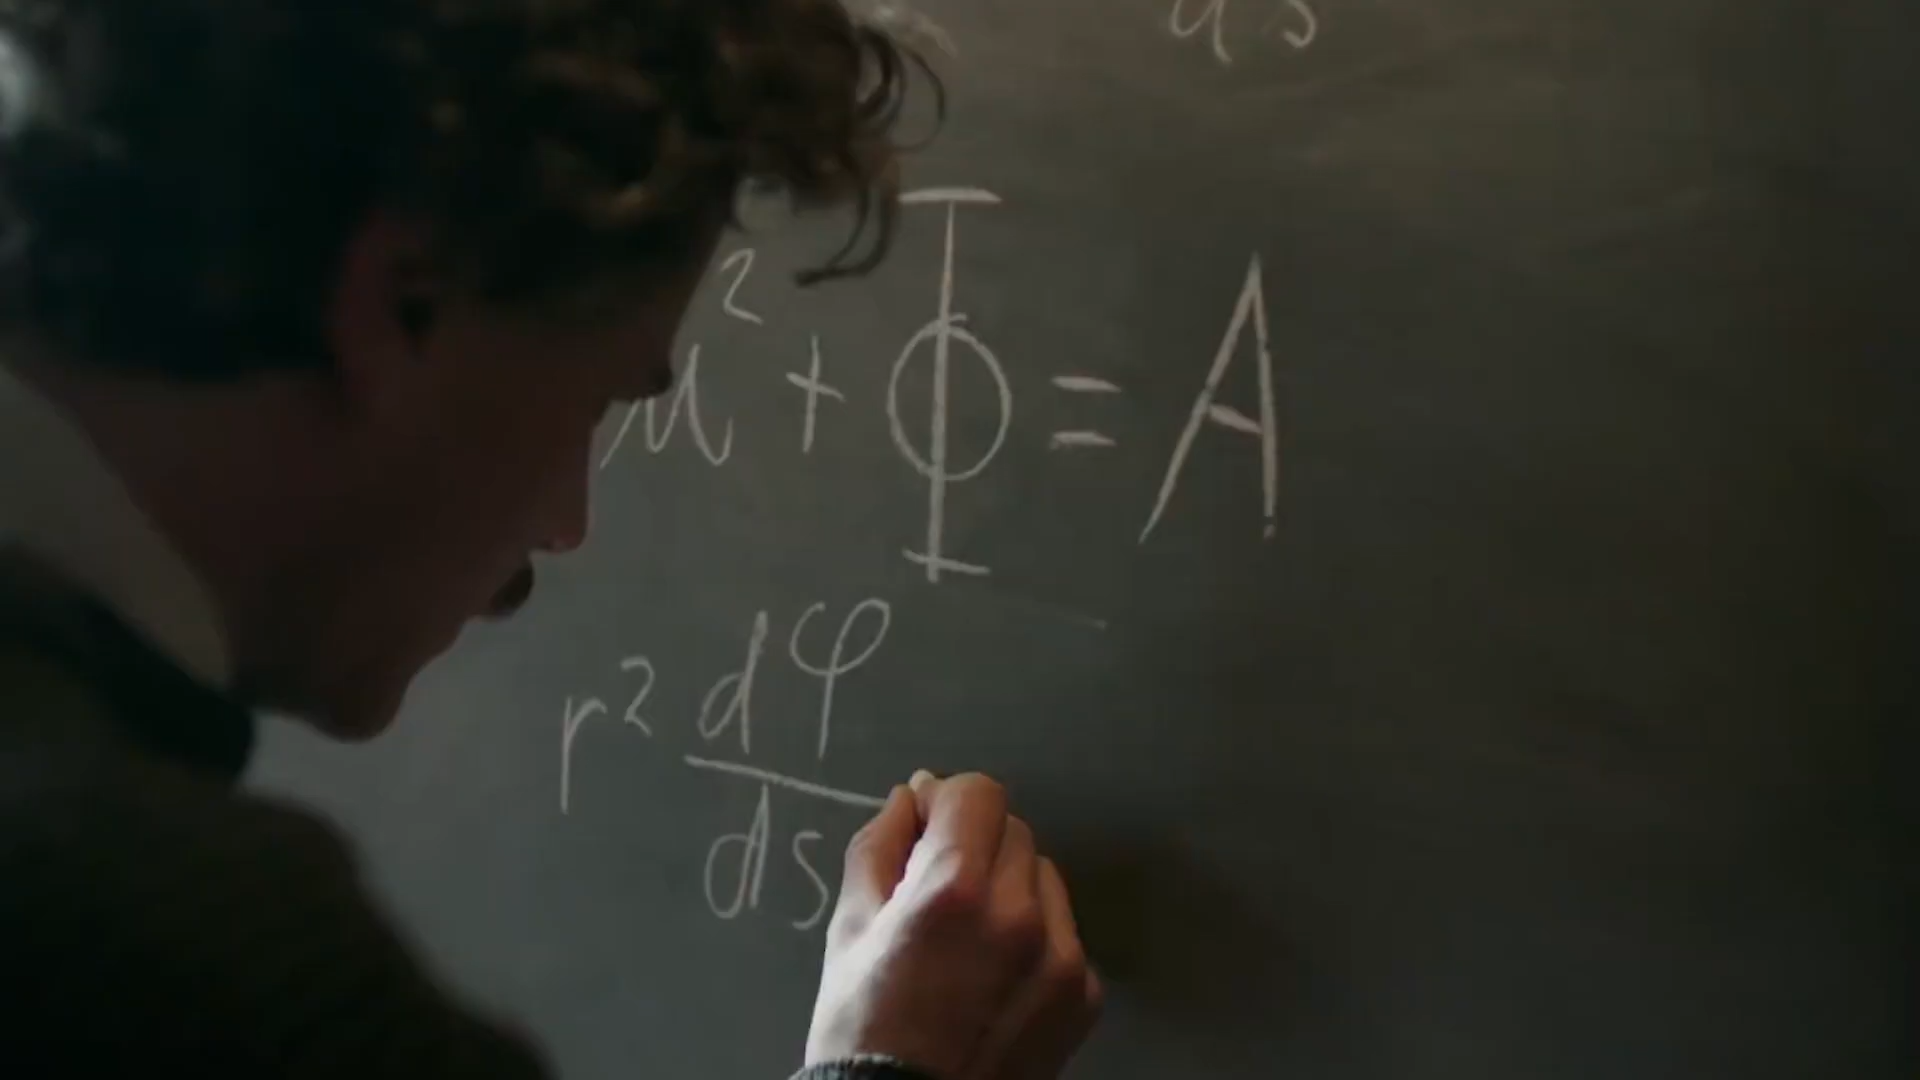 ds
u² + Φ = A
r² dφ
ds